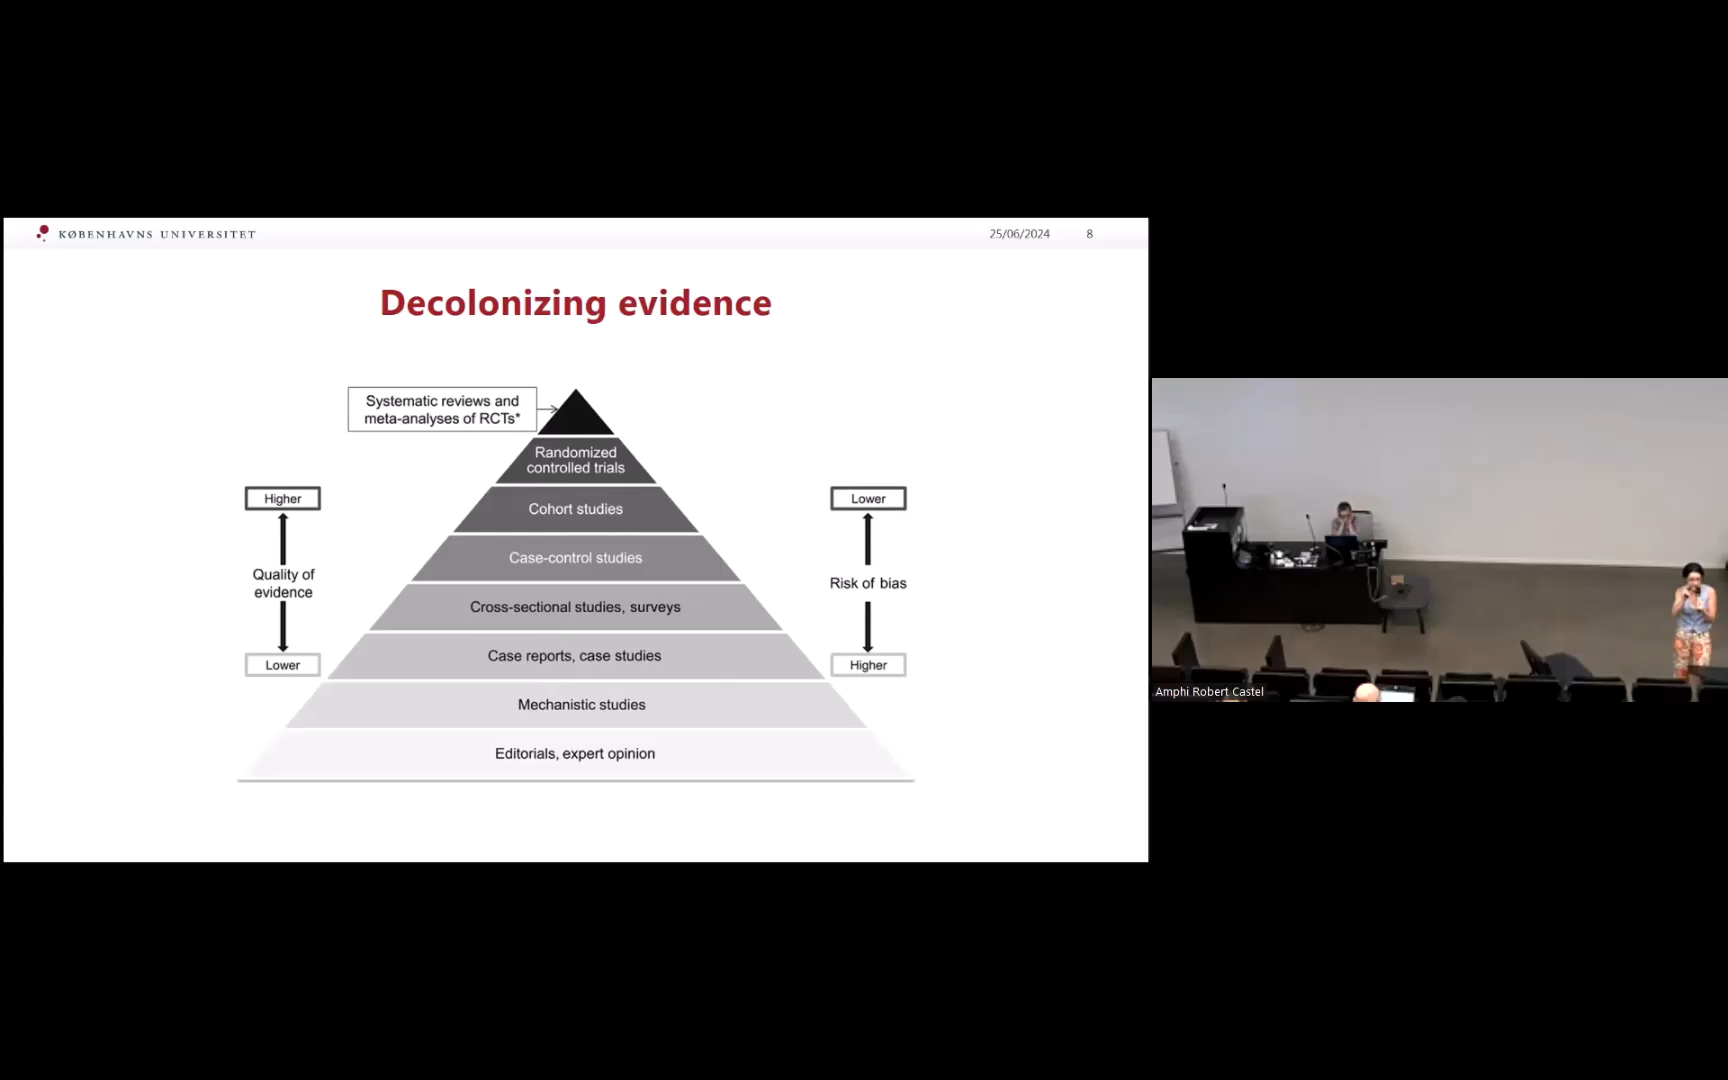 KØBENHAVNS UNIVERSITET
25/06/2024
8
Decolonizing evidence
Systematic reviews and
meta-analyses of RCTs*
Randomized
controlled trials
Cohort studies
Case-control studies
Cross-sectional studies, surveys
Case reports, case studies
Mechanistic studies
Editorials, expert opinion
Higher
Quality of
evidence
Lower
Lower
Risk of bias
Higher
Amphi Robert Castel